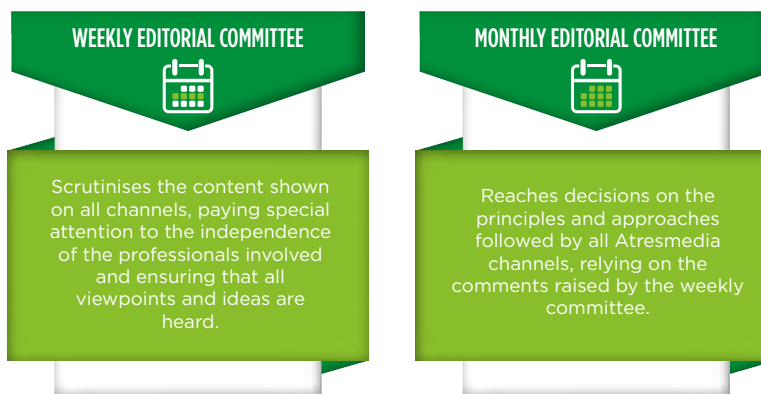 WEEKLY EDITORIAL COMMITTEE
Scrutinises the content shown
on all channels, paying special
attention to the independence
of the professionals involved
and ensuring that all
viewpoints and ideas are
heard.
MONTHLY EDITORIAL COMMITTEE
Reaches decisions on the
principles and approaches
followed by all Atresmedia
channels, relying on the
comments raised by the weekly
committee.